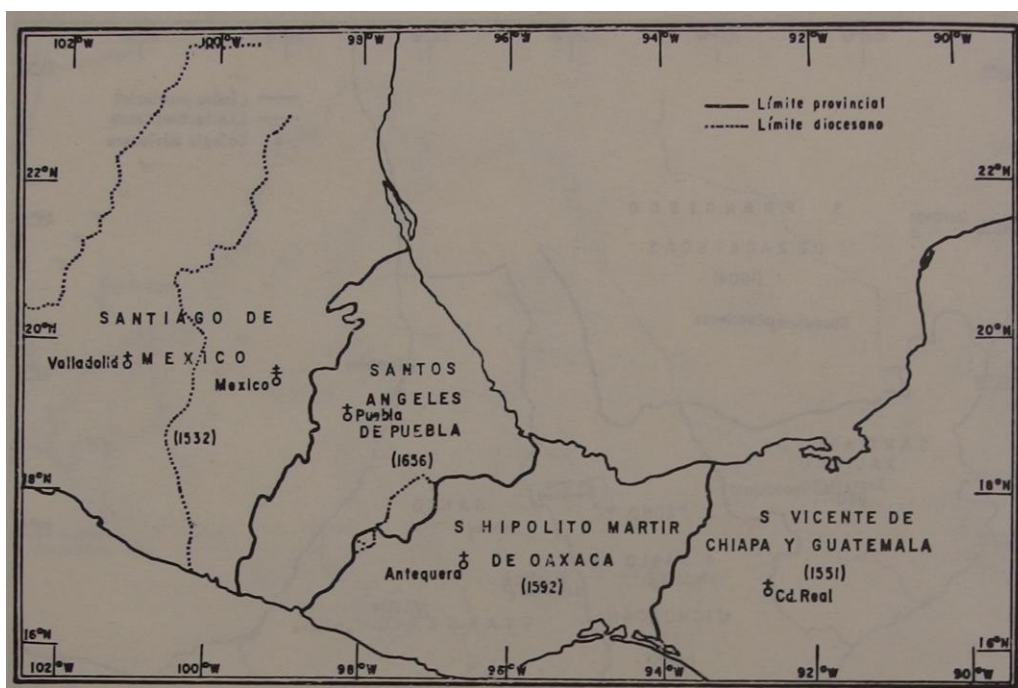 102°W 100°W 98°W 96°W 94°W 92°W 90°W
Límite provincial
Límite diocesano
22°N 22°N
20°N 20°N
SANTIAGO DE
MEXICO
Valladolid
Mexico
(1532)
SANTOS
ANGELES
DE PUEBLA
Puebla
(1656)
18°N 18°N
S HIPOLITO MARTIR
DE OAXACA
(1592)
Antequera
S VICENTE DE
CHIAPA Y GUATEMALA
(1551)
Cd. Real
16°N 16°N
102°W 100°W 98°W 96°W 94°W 92°W 90°W